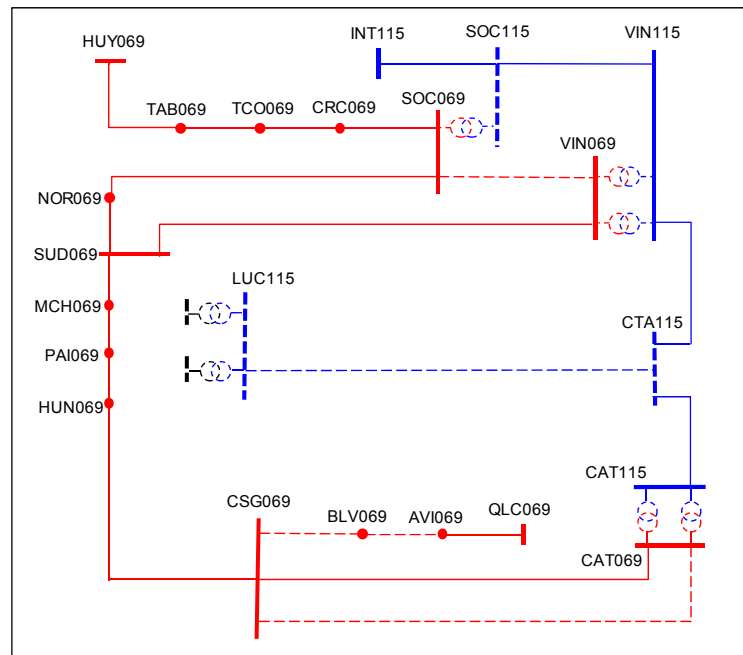 INT115
SOC115
VIN115
HUY069
TAB069
TCO069
CRC069
SOC069
VIN069
NOR069
SUD069
LUC115
MCH069
CTA115
PAI069
HUN069
CAT115
CSG069
BLV069
AVI069
QLC069
CAT069